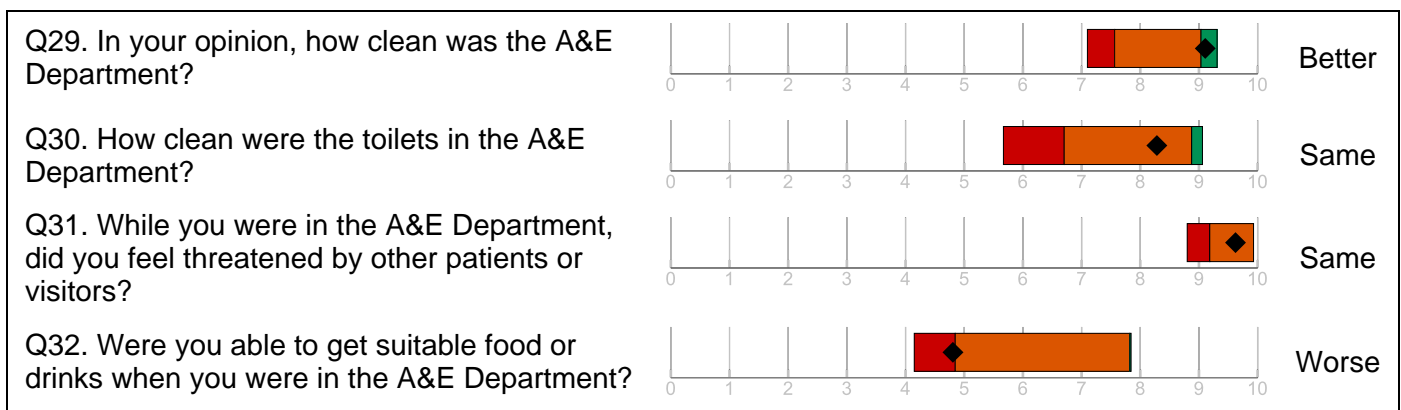 Q29. In your opinion, how clean was the A&E
Department?
0 1 2 3 4 5 6 7 8 9 10
Better
Q30. How clean were the toilets in the A&E
Department?
0 1 2 3 4 5 6 7 8 9 10
Same
Q31. While you were in the A&E Department,
did you feel threatened by other patients or
visitors?
0 1 2 3 4 5 6 7 8 9 10
Same
Q32. Were you able to get suitable food or
drinks when you were in the A&E Department?
0 1 2 3 4 5 6 7 8 9 10
Worse